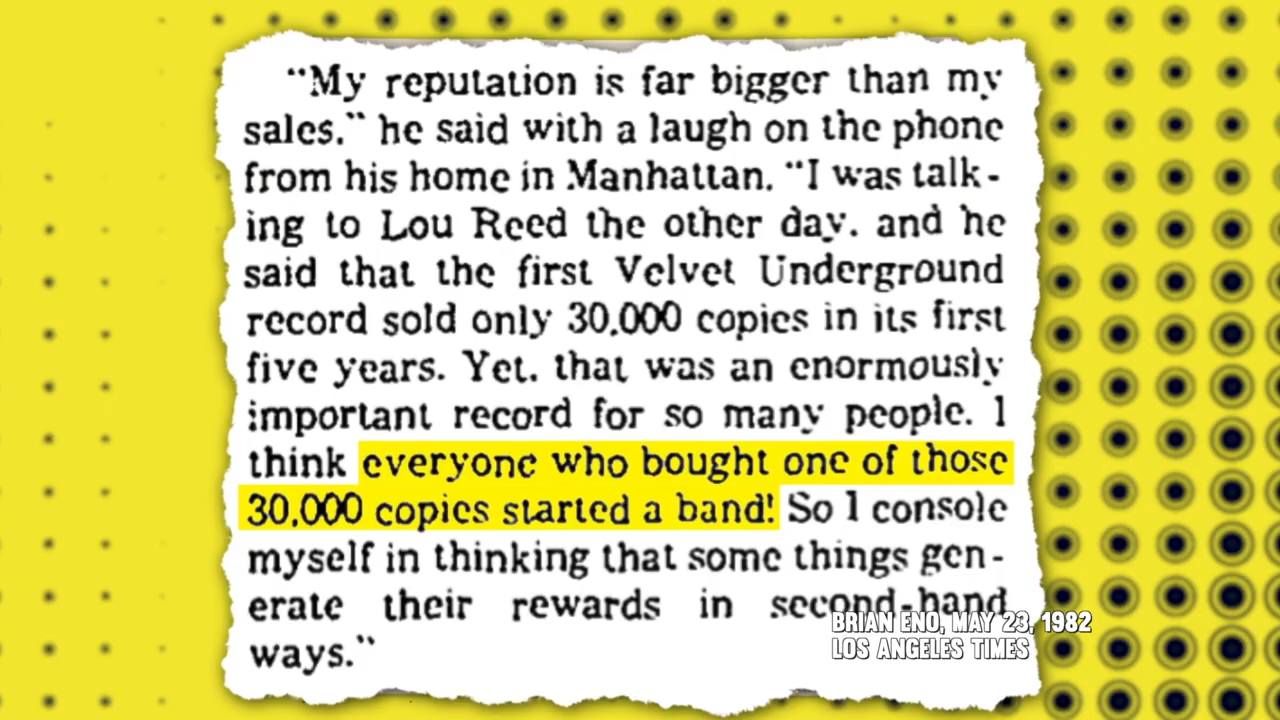 "My reputation is far bigger than my
sales." he said with a laugh on the phone
from his home in Manhattan. "I was talk-
ing to Lou Reed the other day. and he
said that the first Velvet Underground
record sold only 30,000 copies in its first
five years. Yet. that was an enormously
important record for so many people. I
think everyone who bought one of those
30,000 copies started a band! So I console
myself in thinking that some things gen-
erate their rewards in second-hand
ways."
BRIAN ENO, MAY 23, 1982
LOS ANGELES TIMES